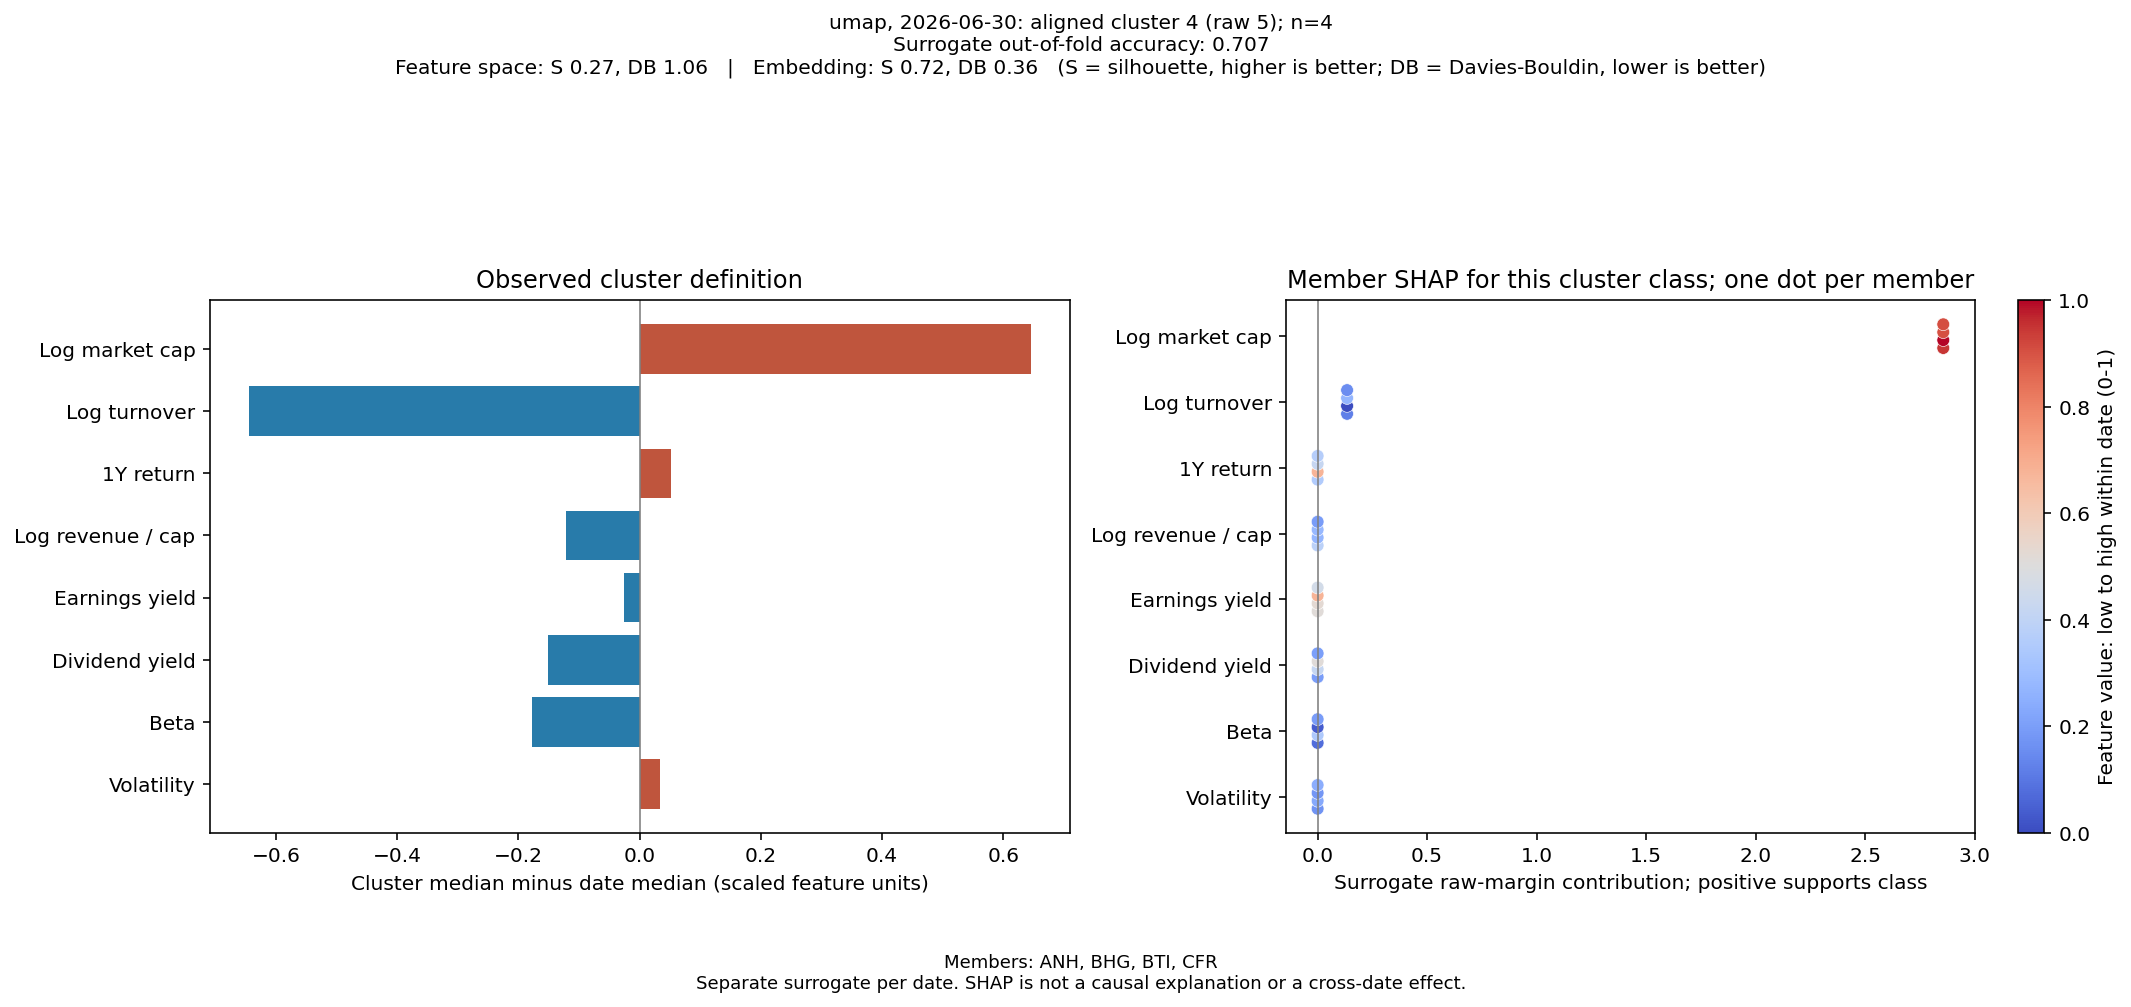 umap, 2026-06-30: aligned cluster 4 (raw 5); n=4
Surrogate out-of-fold accuracy: 0.707
Feature space: S 0.27, DB 1.06   |   Embedding: S 0.72, DB 0.36   (S = silhouette, higher is better; DB = Davies-Bouldin, lower is better)
Observed cluster definition
Log market cap
Log turnover
1Y return
Log revenue / cap
Earnings yield
Dividend yield
Beta
Volatility
−0.6
−0.4
−0.2
0.0
0.2
0.4
0.6
Cluster median minus date median (scaled feature units)
Member SHAP for this cluster class; one dot per member
Log market cap
Log turnover
1Y return
Log revenue / cap
Earnings yield
Dividend yield
Beta
Volatility
0.0
0.5
1.0
1.5
2.0
2.5
3.0
Surrogate raw-margin contribution; positive supports class
1.0
0.8
0.6
0.4
0.2
0.0
Feature value: low to high within date (0-1)
Members: ANH, BHG, BTI, CFR
Separate surrogate per date. SHAP is not a causal explanation or a cross-date effect.